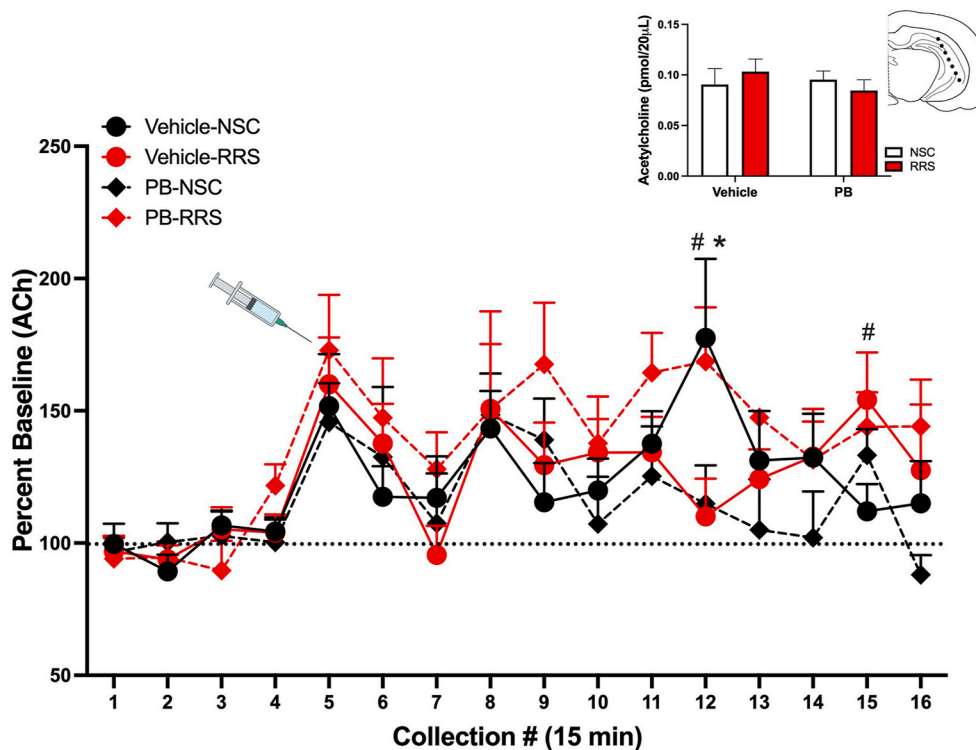 Acetylcholine (pmol/20µL)
0.15
0.10
0.05
0.00
Vehicle
PB
NSC
RRS
Vehicle-NSC
Vehicle-RRS
PB-NSC
PB-RRS
Percent Baseline (ACh)
250
200
150
100
50
# *
#
1 2 3 4 5 6 7 8 9 10 11 12 13 14 15 16
Collection # (15 min)